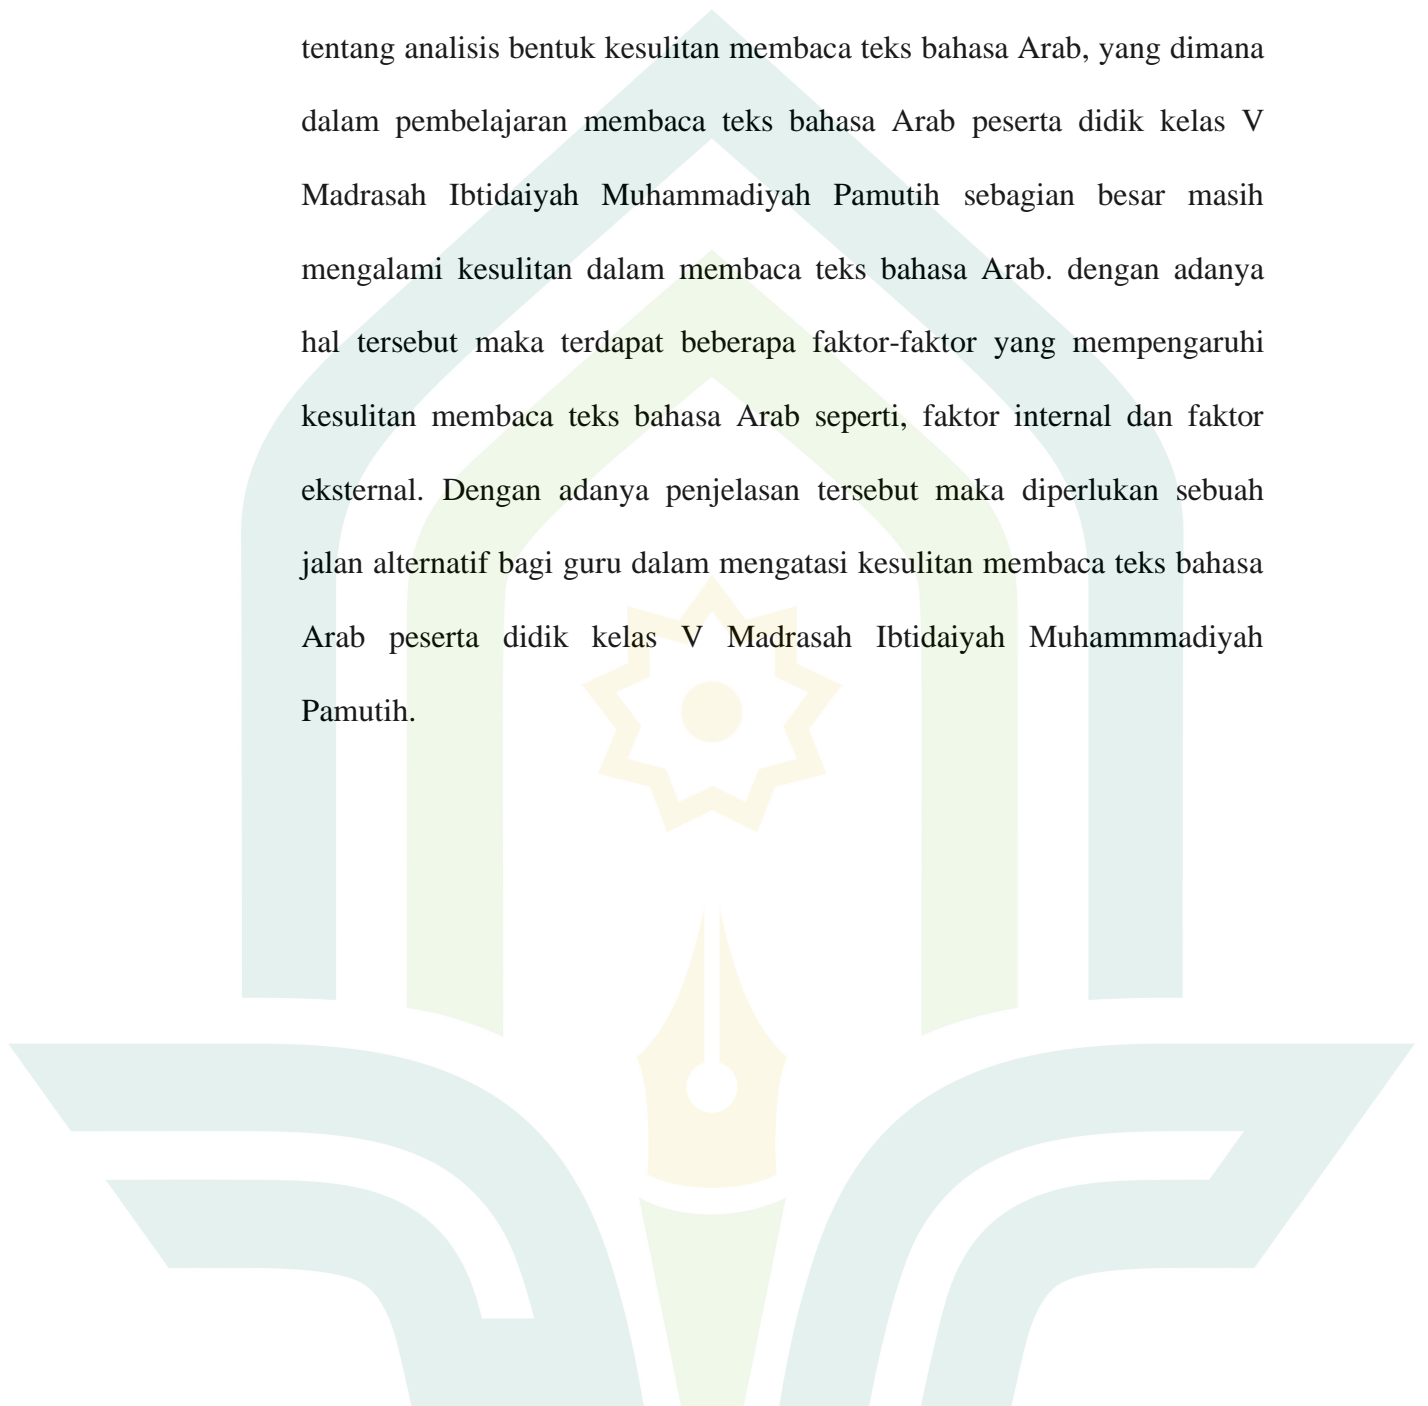 tentang analisis bentuk kesulitan membaca teks bahasa Arab, yang dimana
dalam pembelajaran membaca teks bahasa Arab peserta didik kelas V
Madrasah Ibtidaiyah Muhammadiyah Pamutih sebagian besar masih
mengalami kesulitan dalam membaca teks bahasa Arab. dengan adanya
hal tersebut maka terdapat beberapa faktor-faktor yang mempengaruhi
kesulitan membaca teks bahasa Arab seperti, faktor internal dan faktor
eksternal. Dengan adanya penjelasan tersebut maka diperlukan sebuah
jalan alternatif bagi guru dalam mengatasi kesulitan membaca teks bahasa
Arab peserta didik kelas V Madrasah Ibtidaiyah Muhammmadiyah
Pamutih.